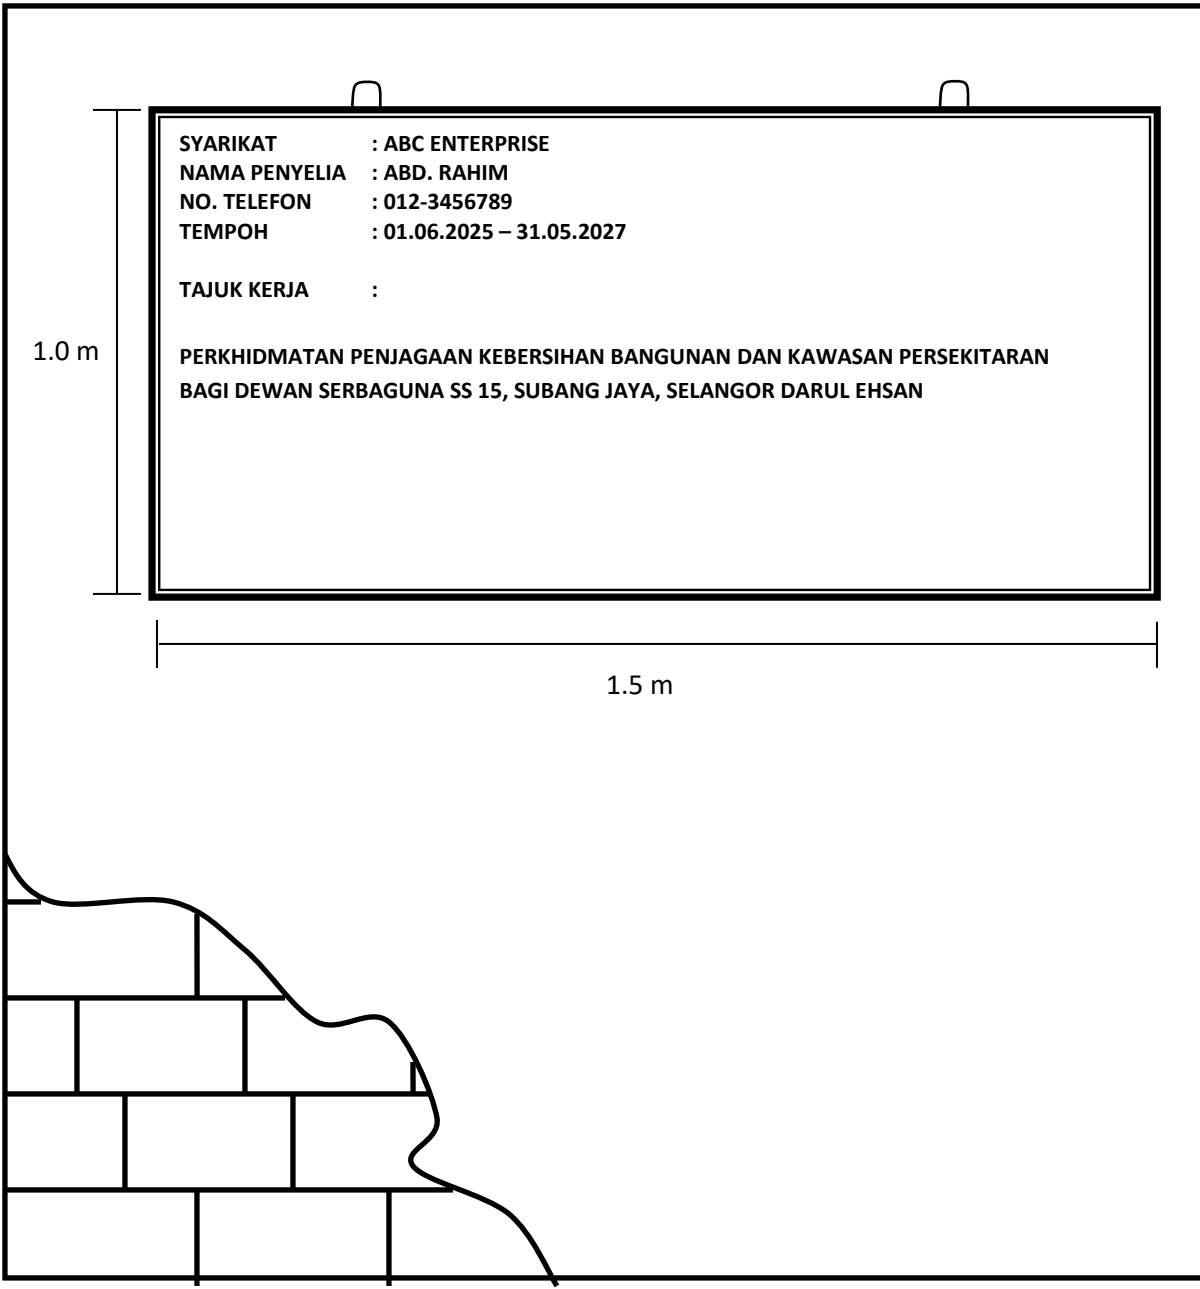 SYARIKAT : ABC ENTERPRISE
NAMA PENYELIA : ABD. RAHIM
NO. TELEFON : 012-3456789
TEMPOH : 01.06.2025 – 31.05.2027
TAJUK KERJA :
1.0 m
PERKHIDMATAN PENJAGAAN KEBERSIHAN BANGUNAN DAN KAWASAN PERSEKITARAN
BAGI DEWAN SERBAGUNA SS 15, SUBANG JAYA, SELANGOR DARUL EHSAN
1.5 m